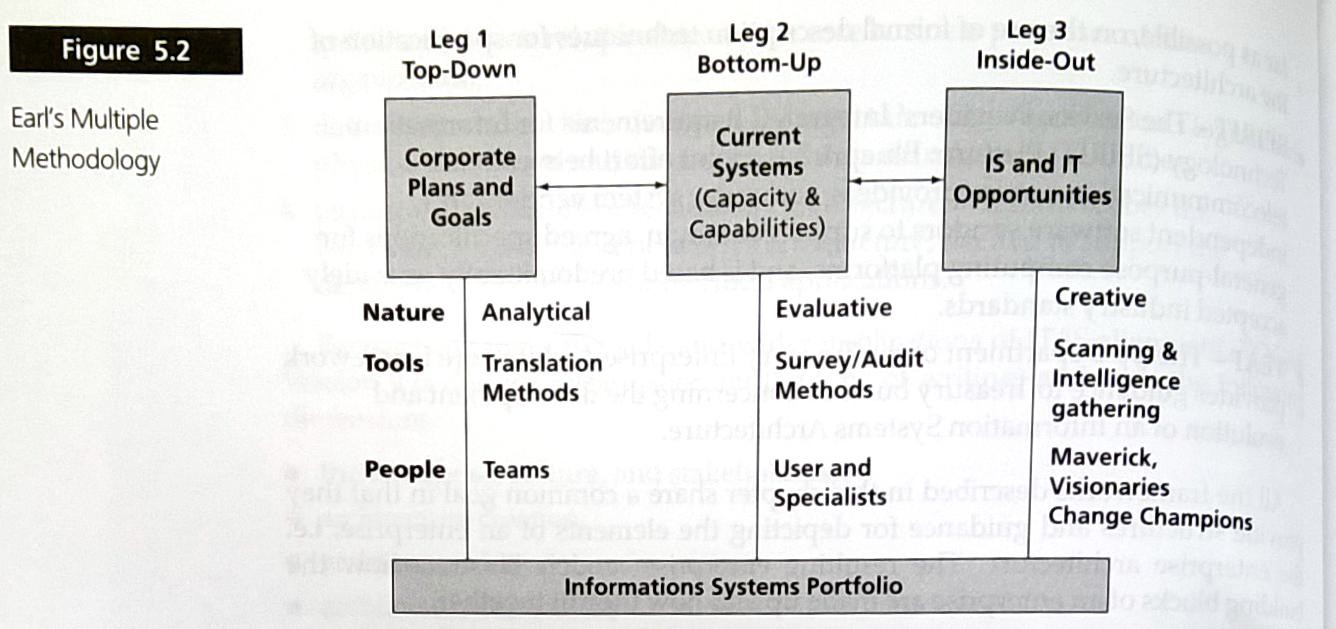 Figure 5.2
Earl's Multiple
Methodology
Leg 1
Top-Down
Leg 2
Bottom-Up
Leg 3
Inside-Out
Corporate
Plans and
Goals
Current
Systems
(Capacity &
Capabilities)
IS and IT
Opportunities
Nature
Analytical
Evaluative
Creative
Tools
Translation
Methods
Survey/Audit
Methods
Scanning &
Intelligence
gathering
People
Teams
User and
Specialists
Maverick,
Visionaries
Change Champions
Informations Systems Portfolio